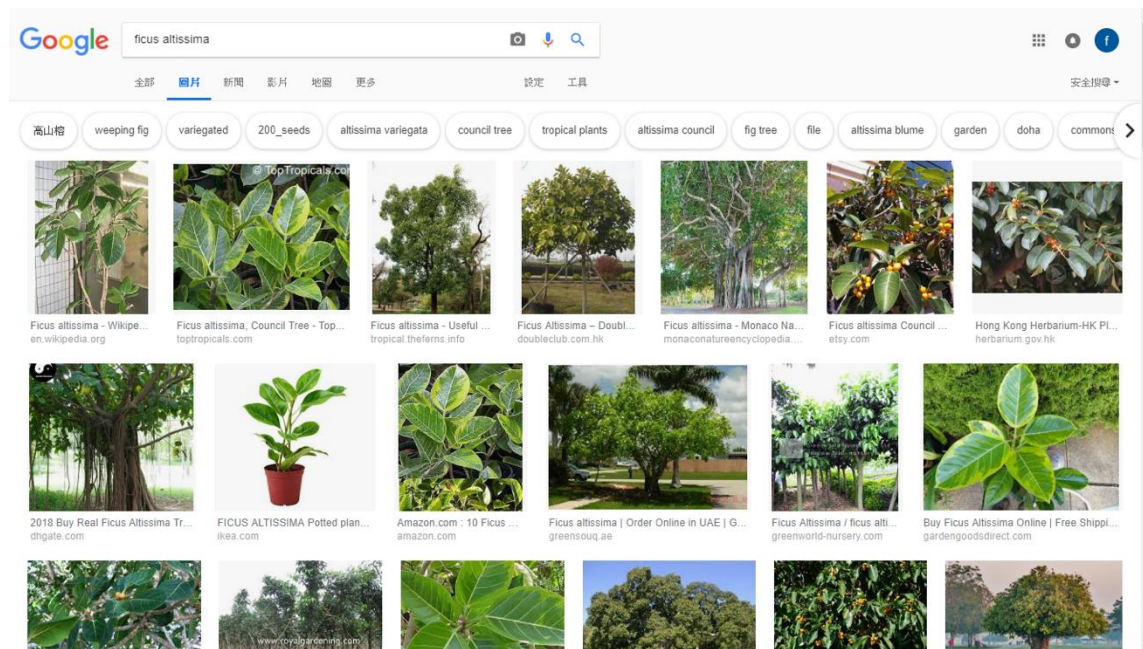 Google
ficus altissima
f
全部 圖片 新聞 影片 地圖 更多 設定 工具 安全搜尋
高山榕 weeping fig variegated 200_seeds altissima variegata council tree tropical plants altissima council fig tree file altissima blume garden doha commons
© TopTropicals.com
Ficus altissima - Wikipe... Ficus altissima, Council Tree - Top... Ficus altissima - Useful ... Ficus Altissima – Doubl... Ficus altissima - Monaco Na... Ficus altissima Council ... Hong Kong Herbarium-HK Pl...
en.wikipedia.org toptropicals.com tropical.theferns.info doubleclub.com.hk monaconatureencyclopedia.... etsy.com herbarium.gov.hk
2018 Buy Real Ficus Altissima Tr... FICUS ALTISSIMA Potted plan... Amazon.com : 10 Ficus ... Ficus altissima | Order Online in UAE | G... Ficus Altissima / ficus alti... Buy Ficus Altissima Online | Free Shippi...
dhgate.com ikea.com amazon.com greensouq.ae greenworld-nursery.com gardengoodsdirect.com
www.royalgardening.com